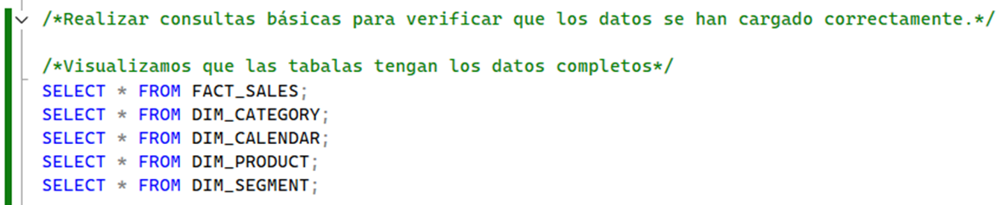 /*Realizar consultas básicas para verificar que los datos se han cargado correctamente.*/
/*Visualizamos que las tabalas tengan los datos completos*/
SELECT * FROM FACT_SALES;
SELECT * FROM DIM_CATEGORY;
SELECT * FROM DIM_CALENDAR;
SELECT * FROM DIM_PRODUCT;
SELECT * FROM DIM_SEGMENT;